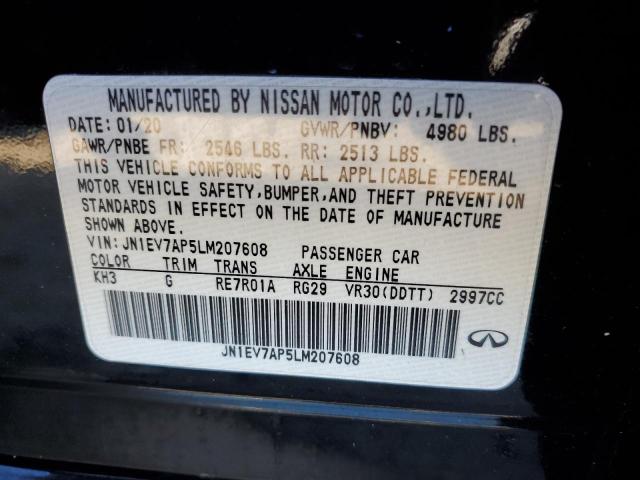 MANUFACTURED BY NISSAN MOTOR CO.,LTD.
DATE: 01/20 GVWR/PNBV: 4980 LBS.
GAWR/PNBE FR: 2546 LBS. RR: 2513 LBS.
THIS VEHICLE CONFORMS TO ALL APPLICABLE FEDERAL
MOTOR VEHICLE SAFETY,BUMPER,AND THEFT PREVENTION
STANDARDS IN EFFECT ON THE DATE OF MANUFACTURE
SHOWN ABOVE.
VIN: JN1EV7AP5LM207608 PASSENGER CAR
COLOR TRIM TRANS AXLE ENGINE
KH3 G RE7R01A RG29 VR30(DDTT) 2997CC
JN1EV7AP5LM207608